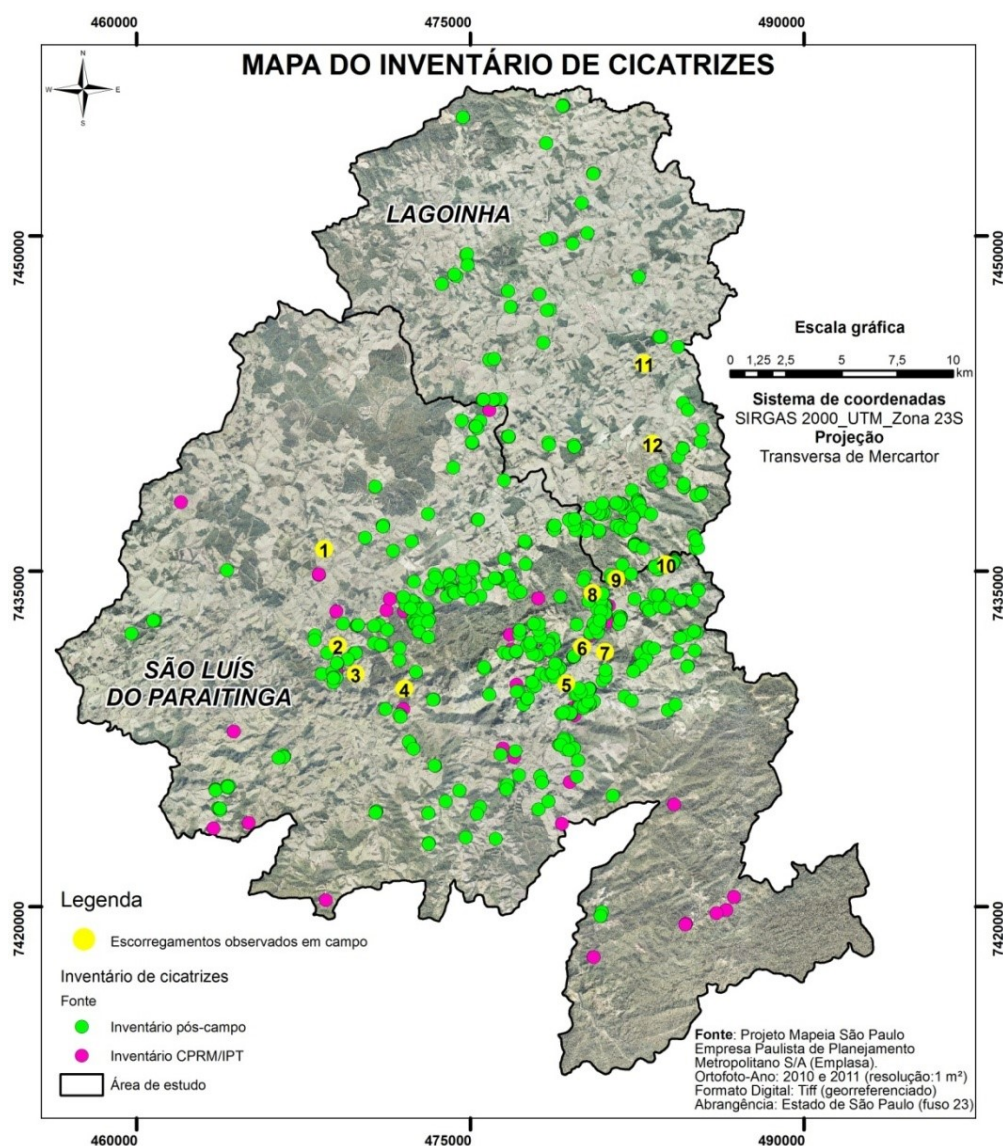 460000
475000
490000
MAPA DO INVENTÁRIO DE CICATRIZES
N
W
E
S
LAGOINHA
7450000
7450000
Escala gráfica
0 1,25 2,5 5 7,5 10
km
11
Sistema de coordenadas
SIRGAS 2000_UTM_Zona 23S
Projeção
Transversa de Mercartor
12
1
10
9
7435000
7435000
8
2
6
7
SÃO LUÍS
DO PARAITINGA
3
5
4
Legenda
Escorregamentos observados em campo
7420000
7420000
Inventário de cicatrizes
Fonte
Inventário pós-campo
Inventário CPRM/IPT
Área de estudo
Fonte: Projeto Mapeia São Paulo
Empresa Paulista de Planejamento
Metropolitano S/A (Emplasa).
Ortofoto-Ano: 2010 e 2011 (resolução:1 m²)
Formato Digital: Tiff (georreferenciado)
Abrangência: Estado de São Paulo (fuso 23)
460000
475000
490000